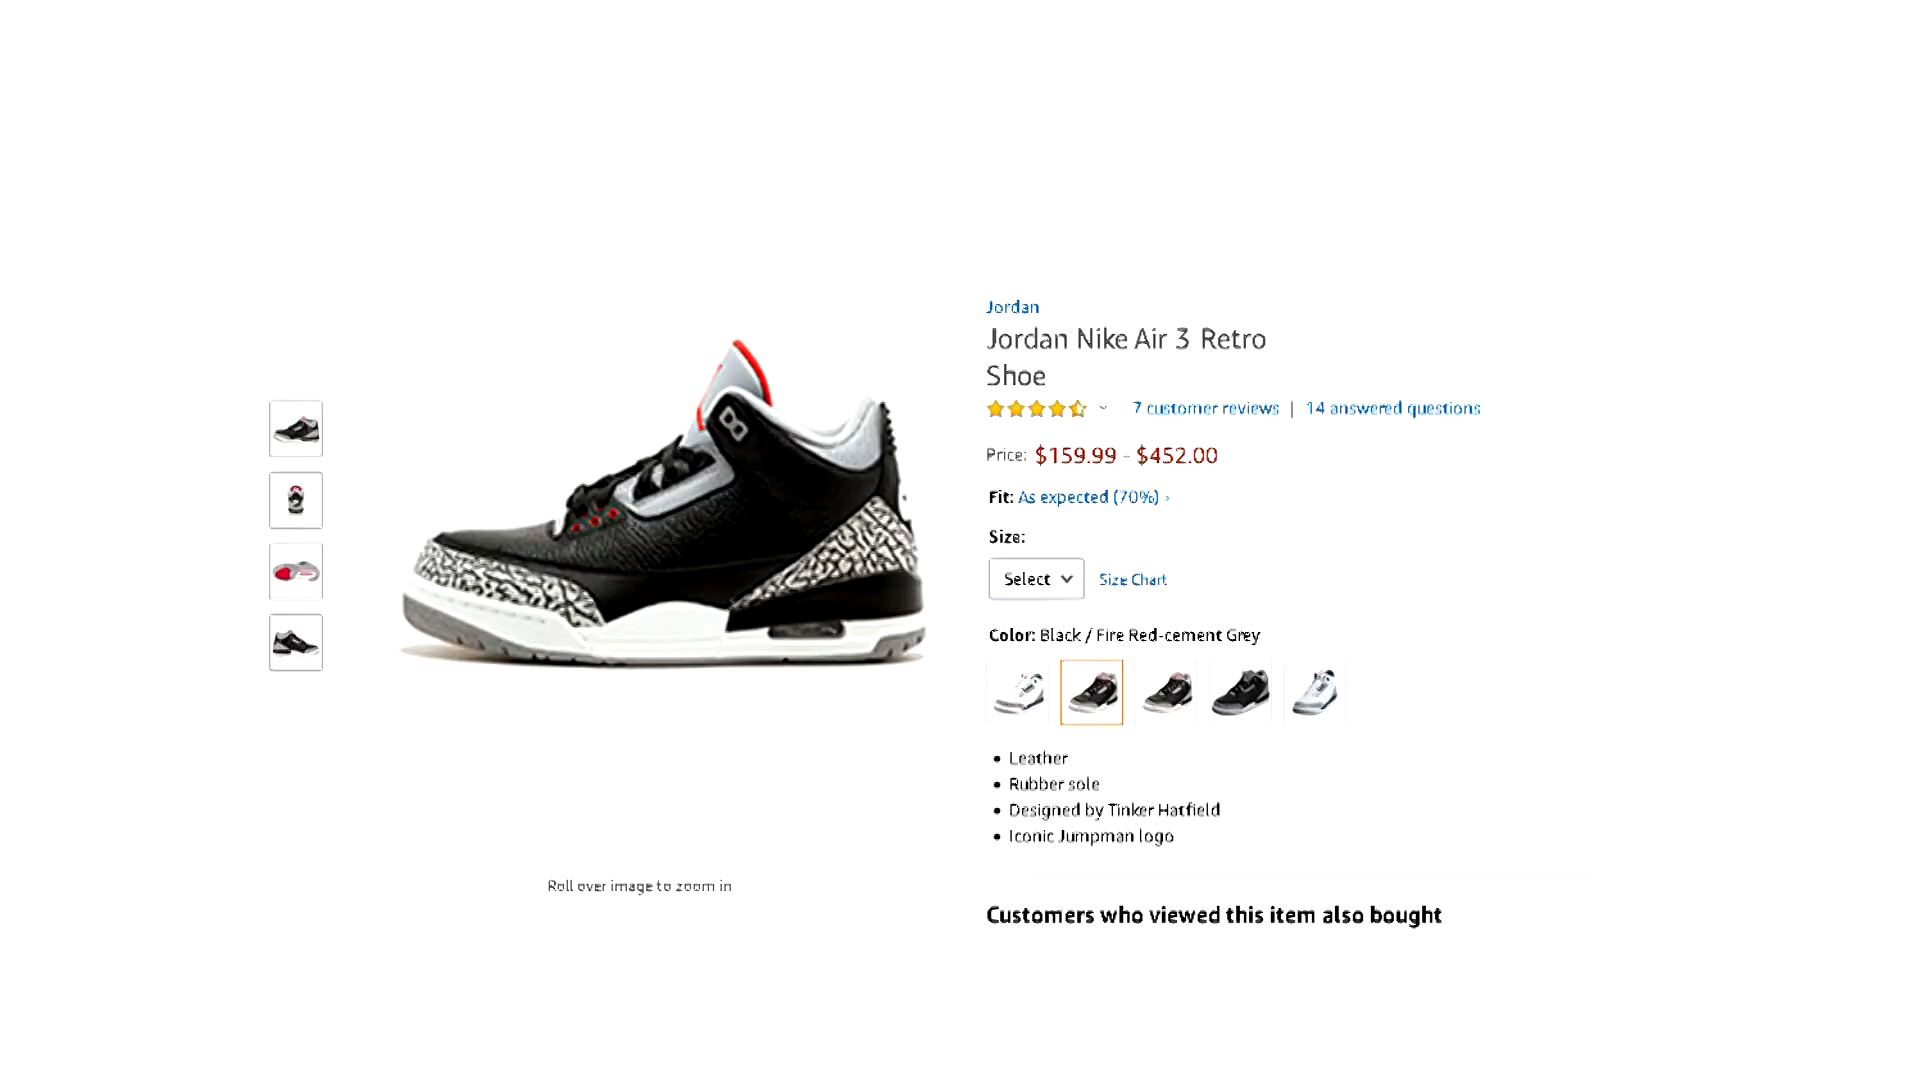 Jordan
Jordan Nike Air 3 Retro
Shoe
7 customer reviews | 14 answered questions
Price: $159.99 - $452.00
Fit: As expected (70%) ›
Size:
Select Size Chart
Color: Black / Fire Red-cement Grey
• Leather
• Rubber sole
• Designed by Tinker Hatfield
• Iconic Jumpman logo
Roll over image to zoom in
Customers who viewed this item also bought